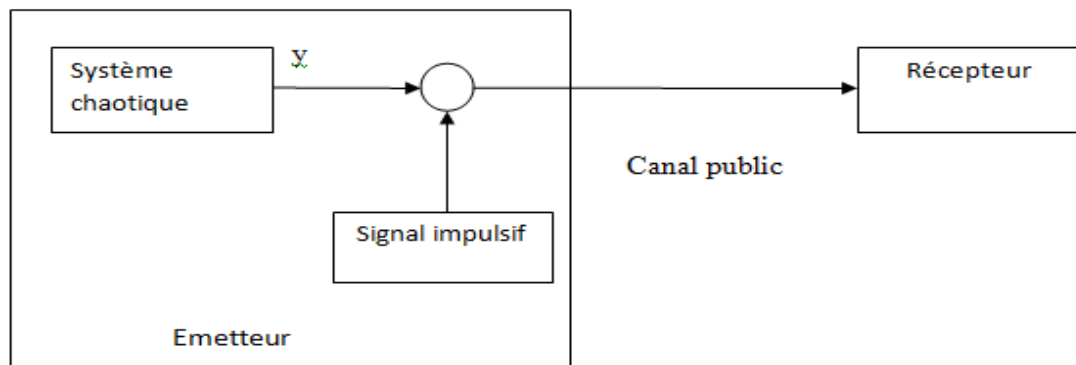 Système
chaotique
y
Récepteur
Canal public
Signal impulsif
Emetteur